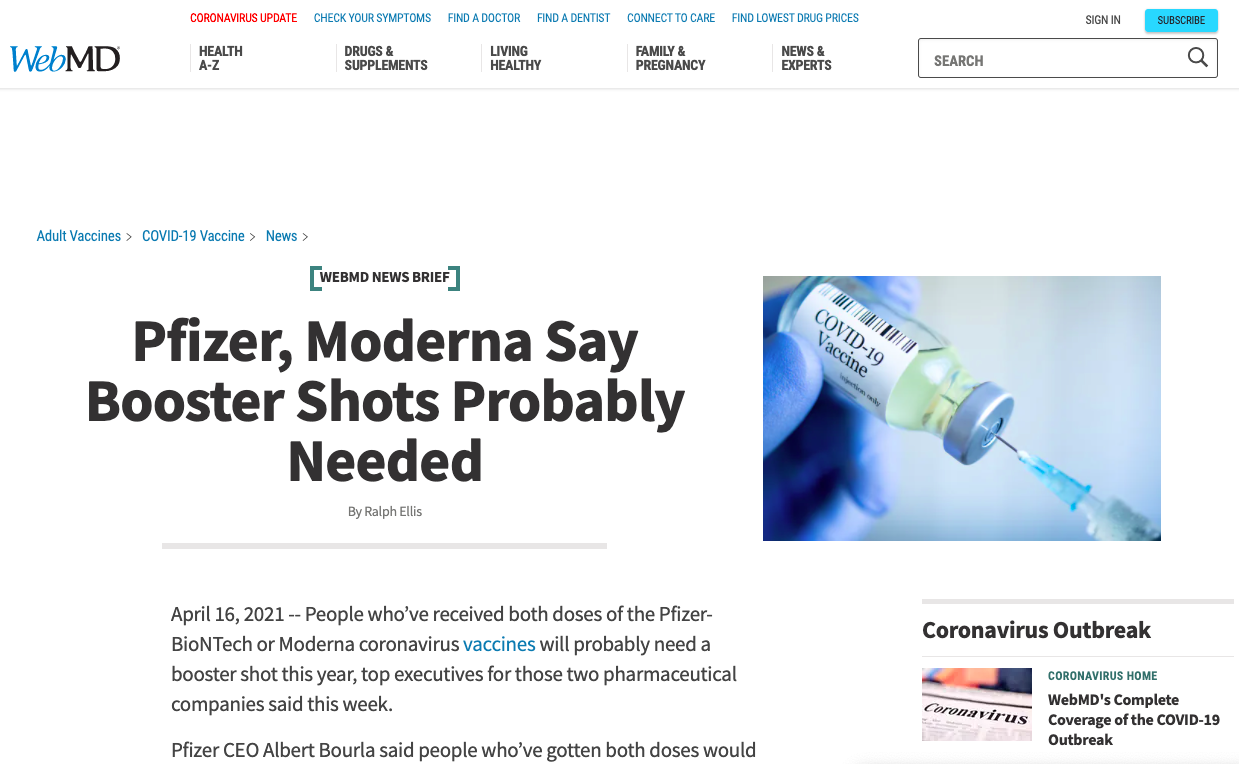 CORONAVIRUS UPDATE CHECK YOUR SYMPTOMS FIND A DOCTOR FIND A DENTIST CONNECT TO CARE FIND LOWEST DRUG PRICES
SIGN IN SUBSCRIBE
WebMD
HEALTH
A-Z
DRUGS &
SUPPLEMENTS
LIVING
HEALTHY
FAMILY &
PREGNANCY
NEWS &
EXPERTS
SEARCH
Adult Vaccines > COVID-19 Vaccine > News >
WEBMD NEWS BRIEF
Pfizer, Moderna Say
Booster Shots Probably
Needed
By Ralph Ellis
COVID-19
Vaccine
injection only
April 16, 2021 -- People who’ve received both doses of the Pfizer-
BioNTech or Moderna coronavirus vaccines will probably need a
booster shot this year, top executives for those two pharmaceutical
companies said this week.
Pfizer CEO Albert Bourla said people who’ve gotten both doses would
Coronavirus Outbreak
Coronavirus
CORONAVIRUS HOME
WebMD's Complete
Coverage of the COVID-19
Outbreak